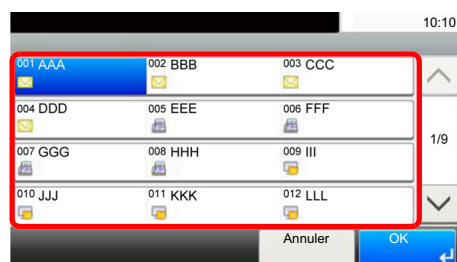 10:10
001 AAA 002 BBB 003 CCC
004 DDD 005 EEE 006 FFF
1/9
007 GGG 008 HHH 009 III
010 JJJ 011 KKK 012 LLL
Annuler OK